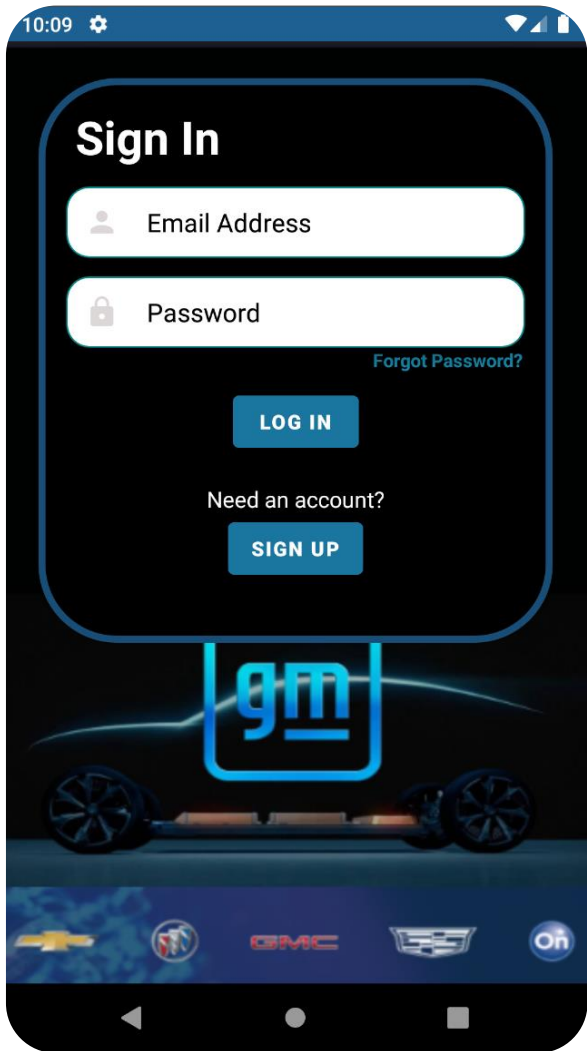 10:09
Sign In
Email Address
Password
Forgot Password?
LOG IN
Need an account?
SIGN UP
gm
GMC
On